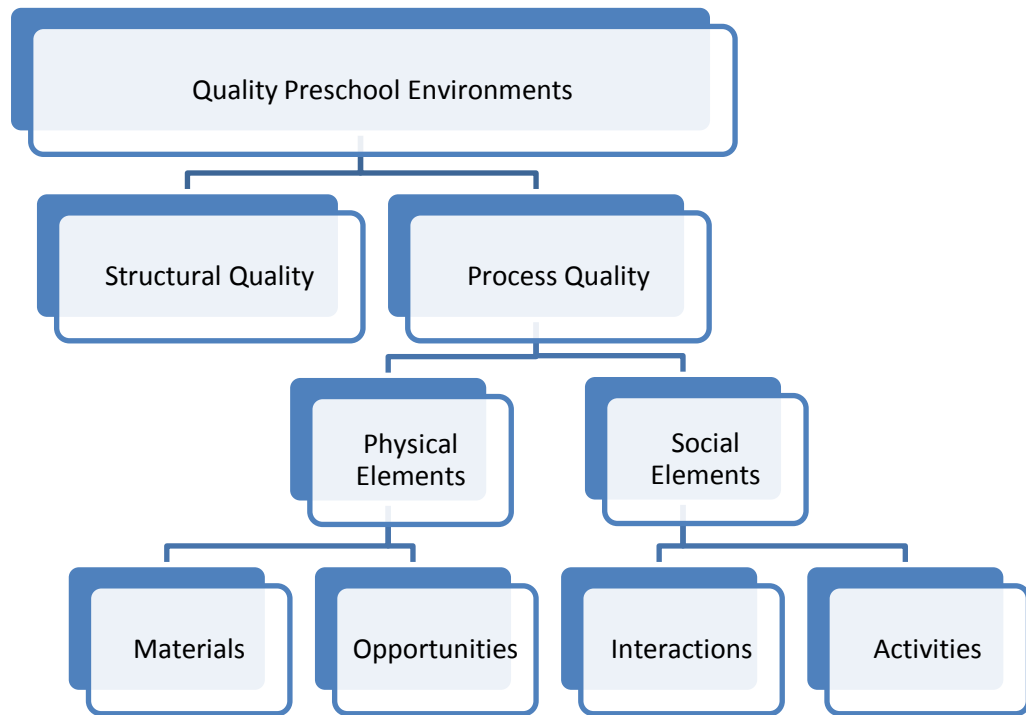 Quality Preschool Environments
Structural Quality
Process Quality
Physical
Elements
Social
Elements
Materials
Opportunities
Interactions
Activities